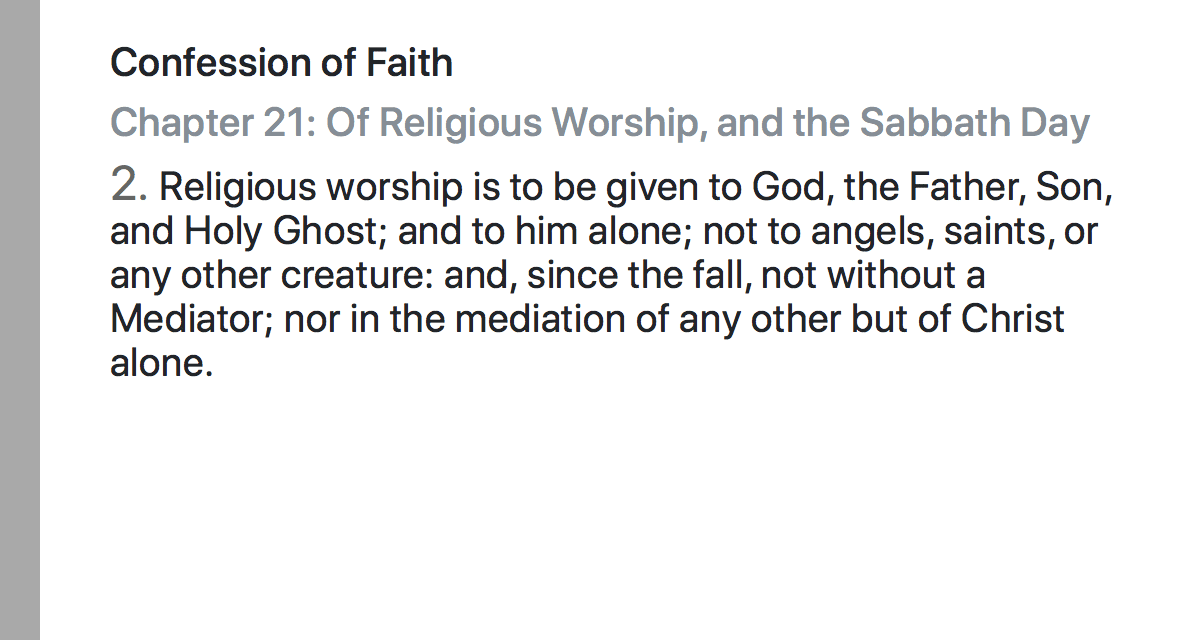 Confession of Faith
Chapter 21: Of Religious Worship, and the Sabbath Day
2. Religious worship is to be given to God, the Father, Son,
and Holy Ghost; and to him alone; not to angels, saints, or
any other creature: and, since the fall, not without a
Mediator; nor in the mediation of any other but of Christ
alone.